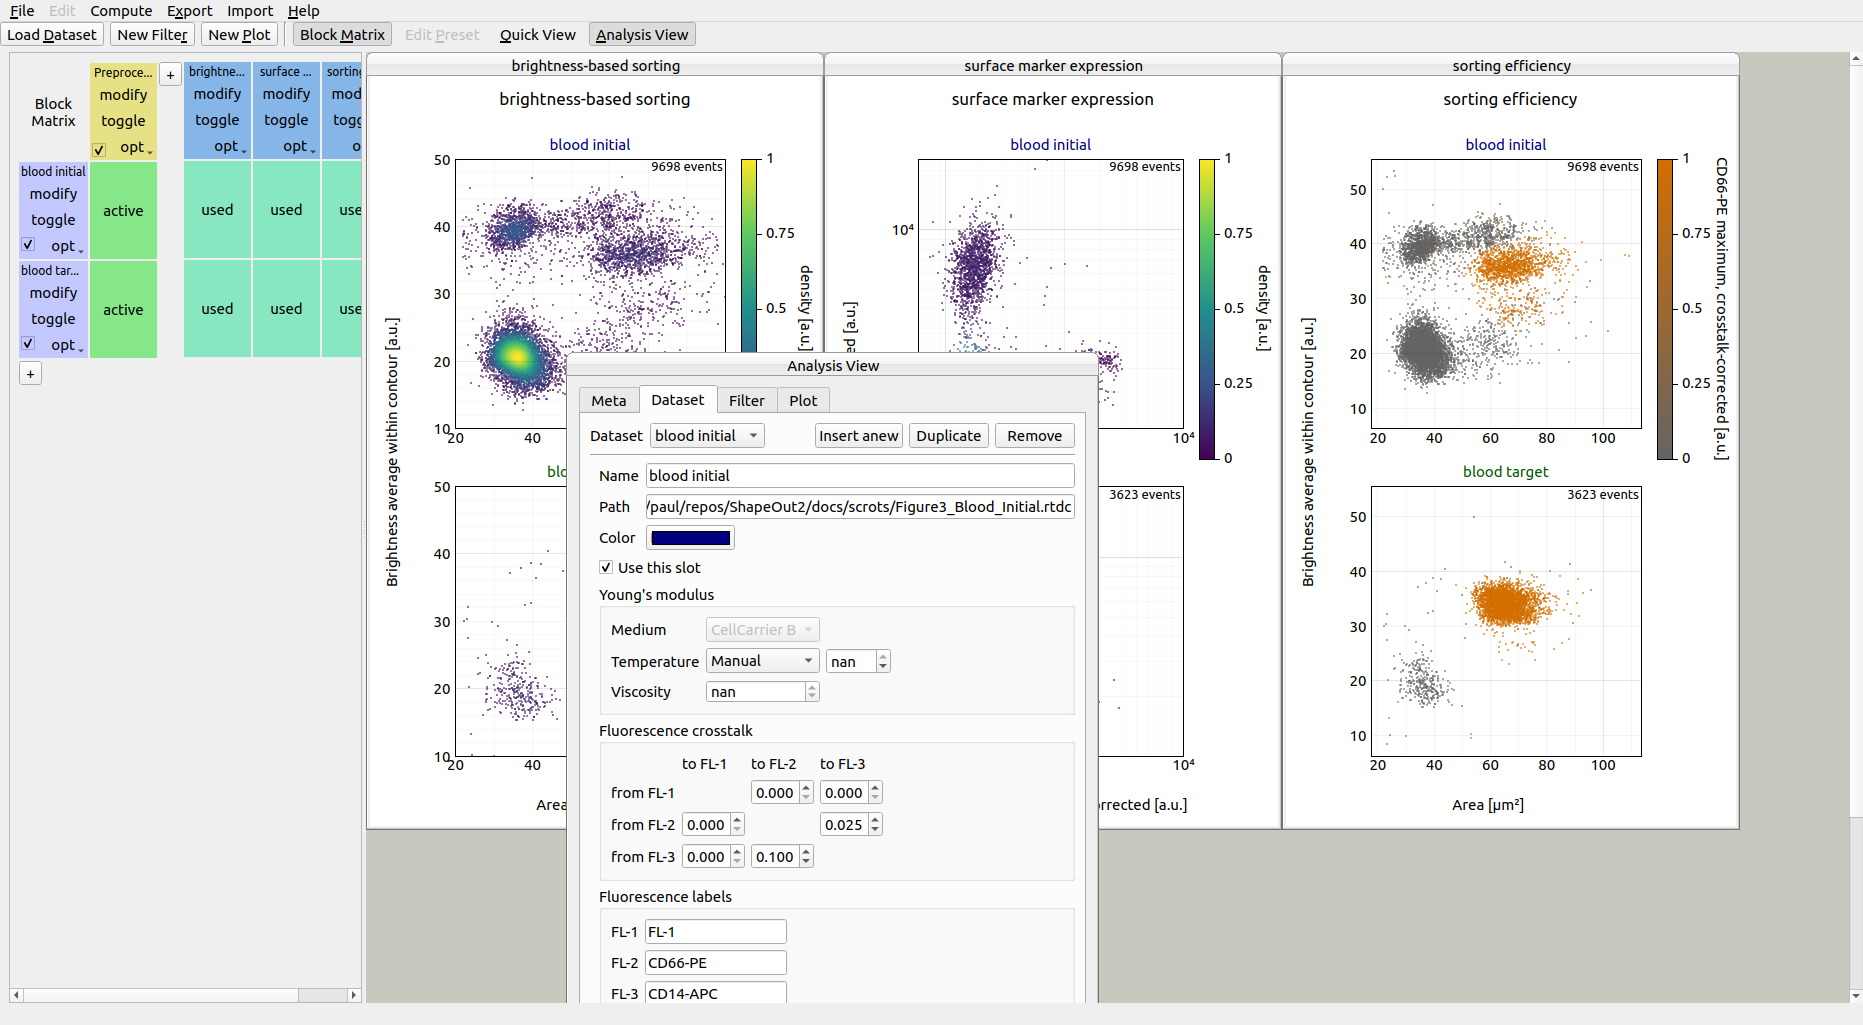 File Edit Compute Export Import Help
Load Dataset New Filter New Plot Block Matrix Edit Preset Quick View Analysis View
Block Matrix
Preproce...
modify
toggle
opt
+
brightne...
modify
toggle
opt
surface ...
modify
toggle
opt
sorting
mod
togg
o
blood initial
modify
toggle
opt
active
used
used
use
blood tar...
modify
toggle
opt
active
used
used
use
+
brightness-based sorting
brightness-based sorting
blood initial
9698 events
50
40
30
20
10
20
40
1
0.75
0.5
density [a.u.]
Brightness average within contour [a.u.]
blo
50
40
30
20
10
20
40
Area
surface marker expression
surface marker expression
blood initial
9698 events
10⁴
ed [a.u.]
10⁴
1
0.75
0.5
0.25
0
density [a.u.]
3623 events
10⁴
rrected [a.u.]
sorting efficiency
sorting efficiency
blood initial
9698 events
50
40
30
20
10
20
40
60
80
100
1
0.75
0.5
0.25
0
CD66-PE maximum, crosstalk-corrected [a.u.]
Brightness average within contour [a.u.]
blood target
3623 events
50
40
30
20
10
20
40
60
80
100
Area [µm²]
Analysis View
Meta Dataset Filter Plot
Dataset blood initial Insert anew Duplicate Remove
Name blood initial
Path /paul/repos/ShapeOut2/docs/scrots/Figure3_Blood_Initial.rtdc
Color
Use this slot
Young's modulus
Medium CellCarrier B
Temperature Manual nan
Viscosity nan
Fluorescence crosstalk
to FL-1 to FL-2 to FL-3
from FL-1 0.000 0.000
from FL-2 0.000 0.025
from FL-3 0.000 0.100
Fluorescence labels
FL-1 FL-1
FL-2 CD66-PE
FL-3 CD14-APC